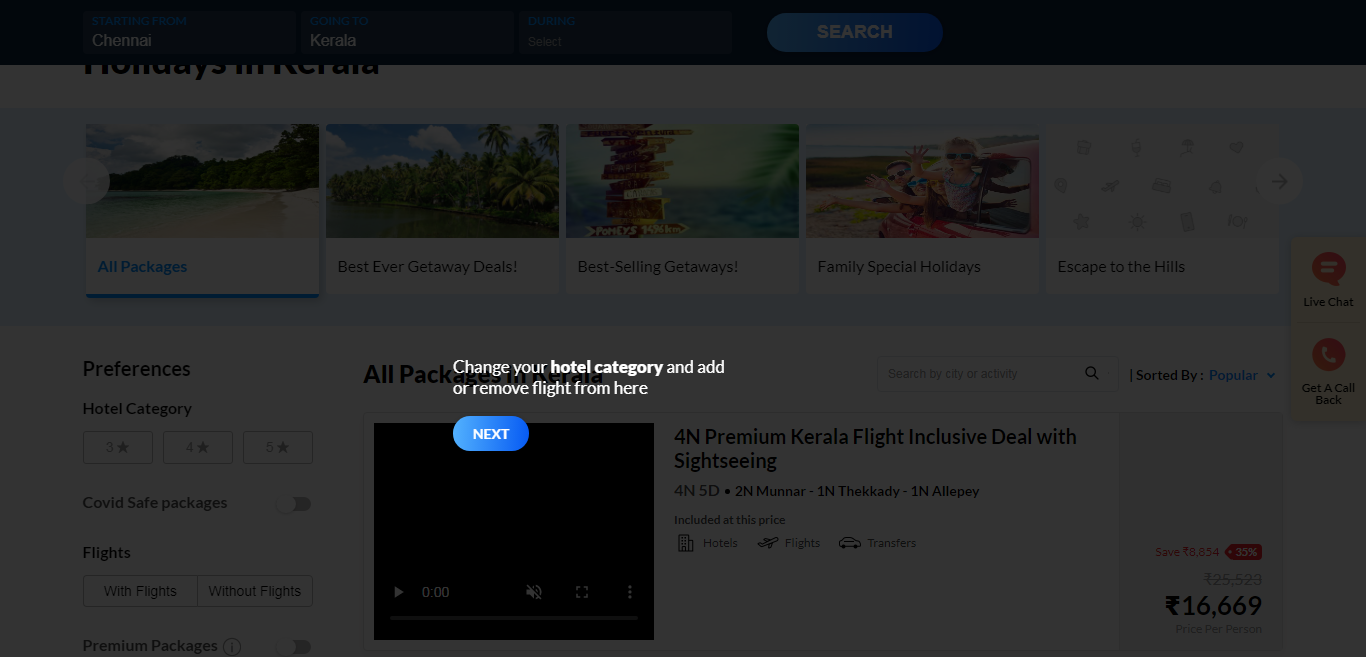 STARTING FROM
GOING TO
DURING
Chennai
Kerala
Select
SEARCH
Holidays in Kerala
POMEYS 1496km
All Packages
Best Ever Getaway Deals!
Best-Selling Getaways!
Family Special Holidays
Escape to the Hills
Live Chat
Get A Call
Back
Preferences
Hotel Category
3 ★
4 ★
5 ★
Covid Safe packages
Flights
With Flights
Without Flights
Premium Packages i
All Packages in Kerala
Change your hotel category and add
or remove flight from here
NEXT
Search by city or activity
| Sorted By : Popular
0:00
4N Premium Kerala Flight Inclusive Deal with
Sightseeing
4N 5D • 2N Munnar - 1N Thekkady - 1N Allepey
Included at this price
Hotels
Flights
Transfers
Save ₹8,854
35%
₹25,523
₹16,669
Price Per Person